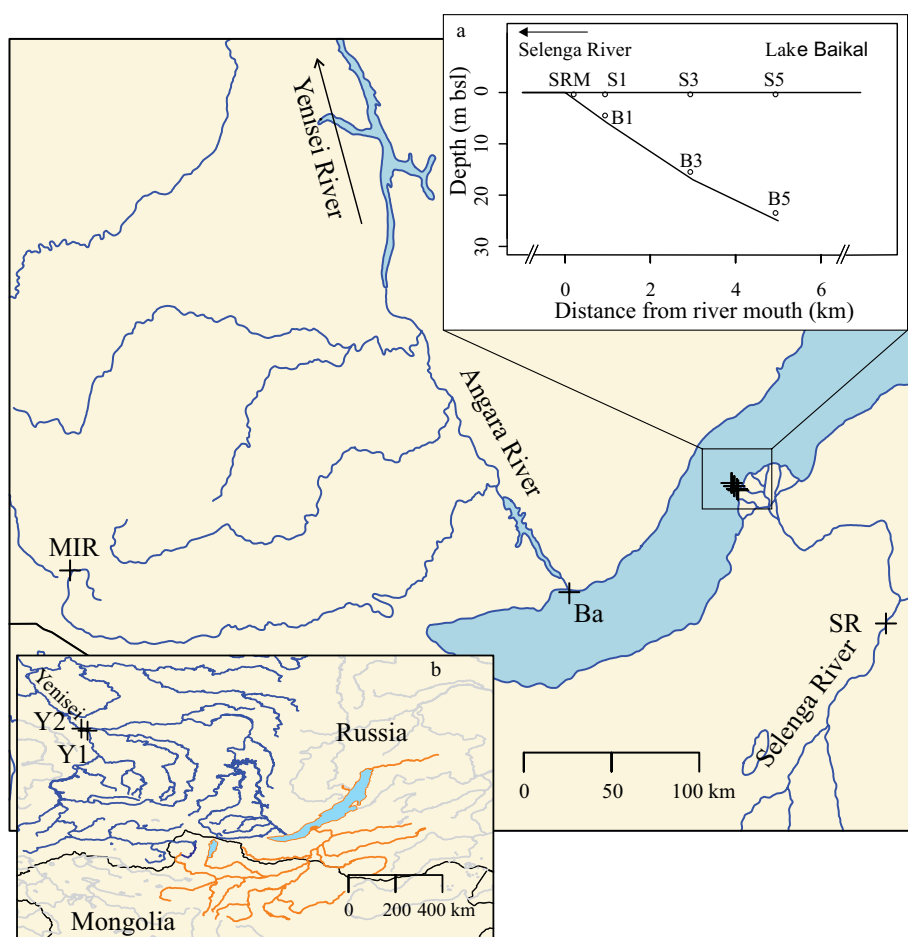 a
Selenga River
Lake Baikal
SRM
S1
S3
S5
B1
B3
B5
Depth (m bsl)
0
10
20
30
0
2
4
6
Distance from river mouth (km)
Yenisei River
Angara River
MIR
Ba
SR
Selenga River
0
50
100 km
b
Yenisei
Y2
Y1
Russia
Mongolia
0
200
400 km